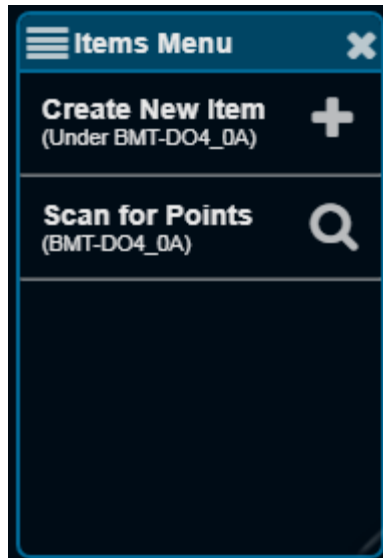 Items Menu
Create New Item
(Under BMT-DO4_0A)
Scan for Points
(BMT-DO4_0A)